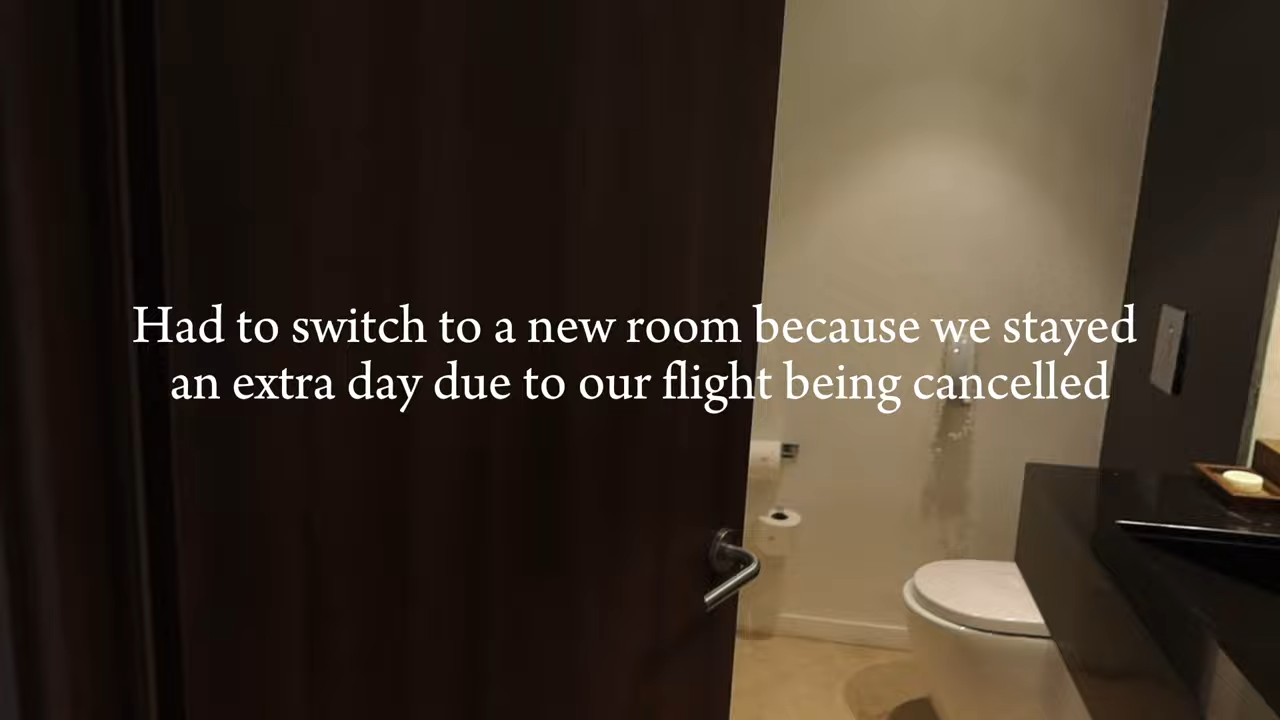 Had to switch to a new room because we stayed
an extra day due to our flight being cancelled